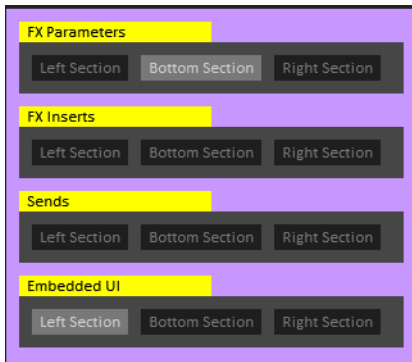 FX Parameters
Left Section Bottom Section Right Section
FX Inserts
Left Section Bottom Section Right Section
Sends
Left Section Bottom Section Right Section
Embedded UI
Left Section Bottom Section Right Section